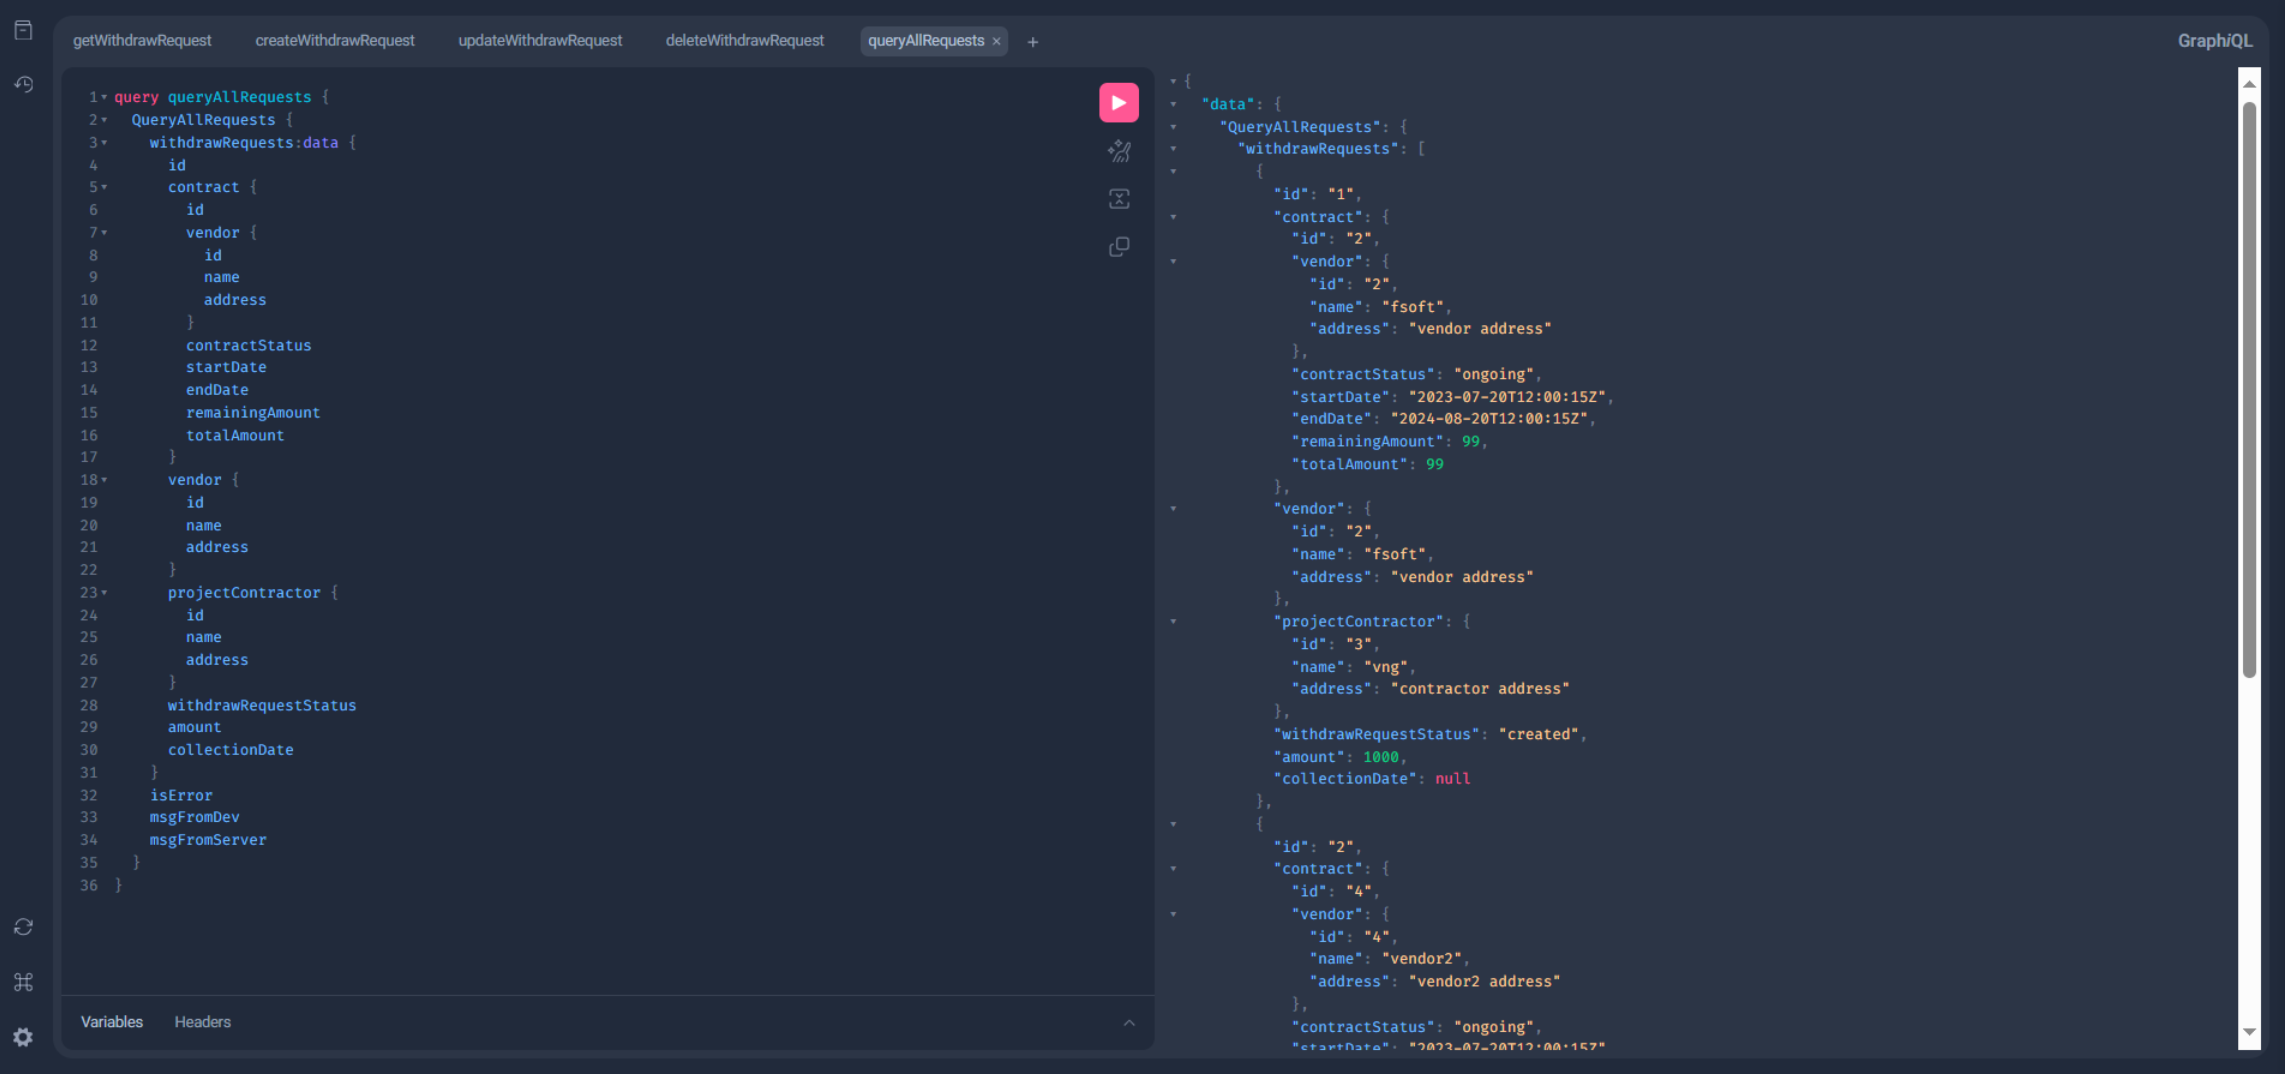 getWithdrawRequest createWithdrawRequest updateWithdrawRequest deleteWithdrawRequest queryAllRequests × +
GraphiQL
1 query queryAllRequests {
2 QueryAllRequests {
3 withdrawRequests:data {
4 id
5 contract {
6 id
7 vendor {
8 id
9 name
10 address
11 }
12 contractStatus
13 startDate
14 endDate
15 remainingAmount
16 totalAmount
17 }
18 vendor {
19 id
20 name
21 address
22 }
23 projectContractor {
24 id
25 name
26 address
27 }
28 withdrawRequestStatus
29 amount
30 collectionDate
31 }
32 isError
33 msgFromDev
34 msgFromServer
35 }
36 }
Variables Headers
{
"data": {
"QueryAllRequests": {
"withdrawRequests": [
{
"id": "1",
"contract": {
"id": "2",
"vendor": {
"id": "2",
"name": "fsoft",
"address": "vendor address"
},
"contractStatus": "ongoing",
"startDate": "2023-07-20T12:00:15Z",
"endDate": "2024-08-20T12:00:15Z",
"remainingAmount": 99,
"totalAmount": 99
},
"vendor": {
"id": "2",
"name": "fsoft",
"address": "vendor address"
},
"projectContractor": {
"id": "3",
"name": "vng",
"address": "contractor address"
},
"withdrawRequestStatus": "created",
"amount": 1000,
"collectionDate": null
},
{
"id": "2",
"contract": {
"id": "4",
"vendor": {
"id": "4",
"name": "vendor2",
"address": "vendor2 address"
},
"contractStatus": "ongoing",
"startDate": "2023-07-20T12:00:15Z"